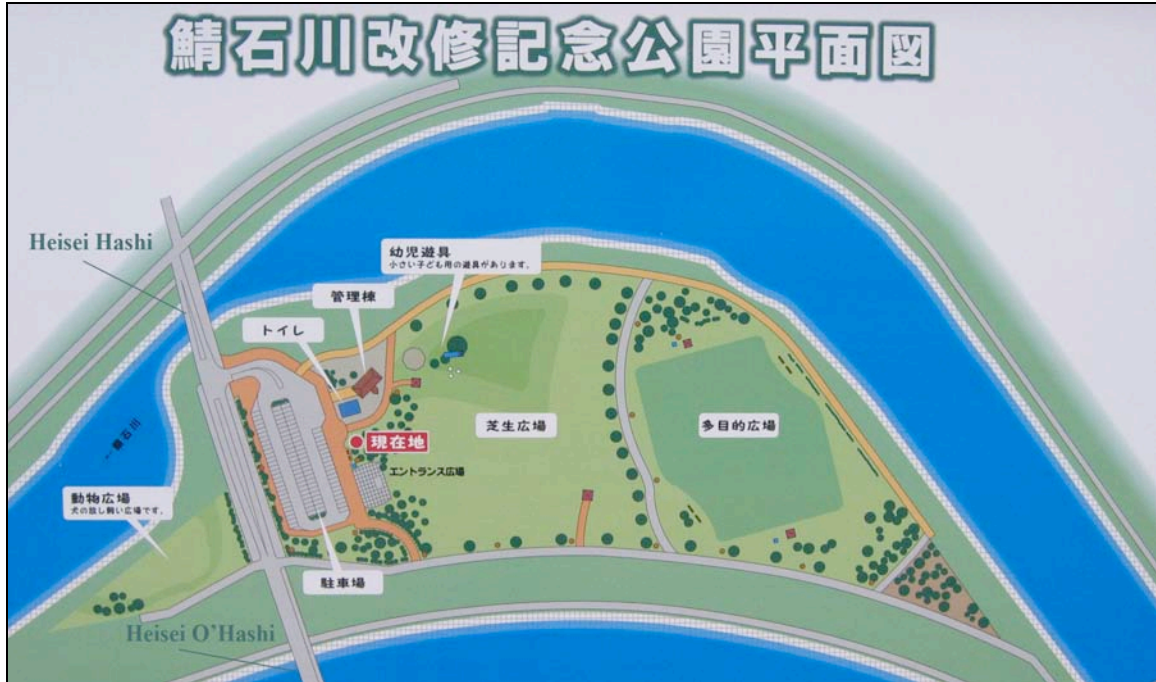 鯖石川改修記念公園平面図
Heisei Hashi
幼児遊具
小さい子ども用の遊具があります。
管理棟
トイレ
芝生広場
多目的広場
現在地
エントランス広場
動物広場
犬の放し飼い広場です。
駐車場
Heisei O'Hashi